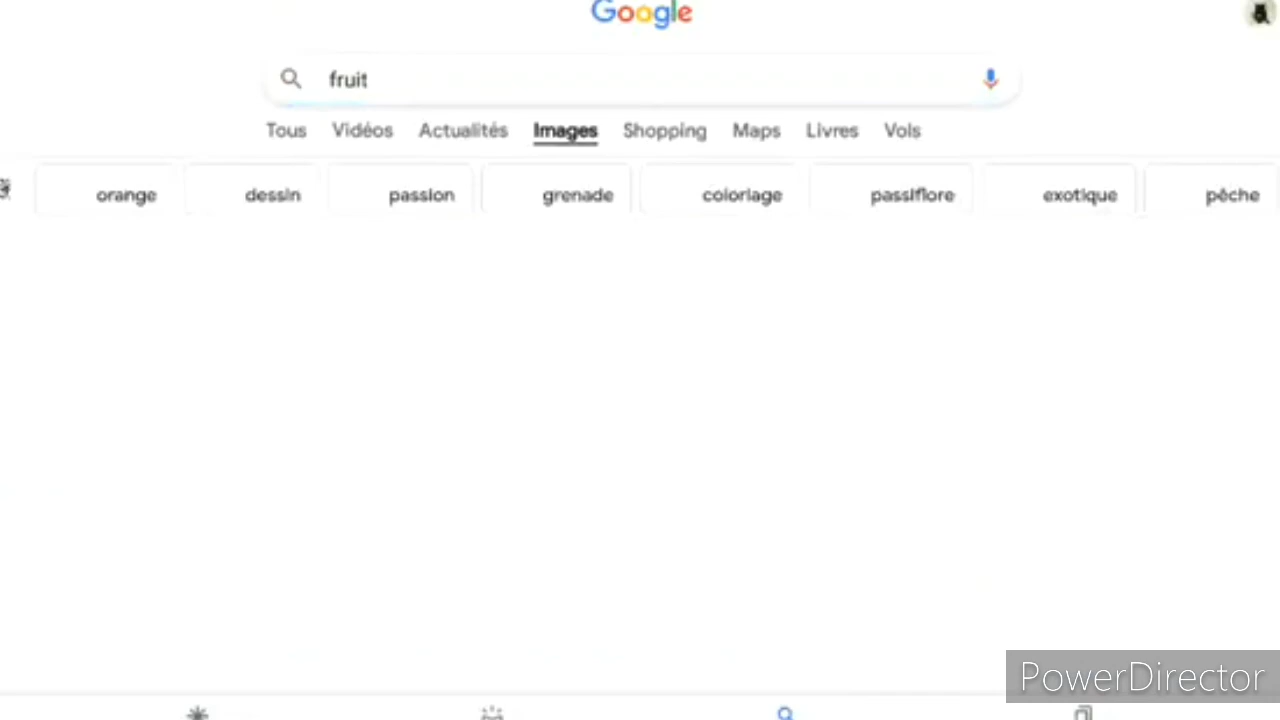 Google
fruit
Tous Vidéos Actualités Images Shopping Maps Livres Vols
orange dessin passion grenade coloriage passiflore exotique pêche
PowerDirector